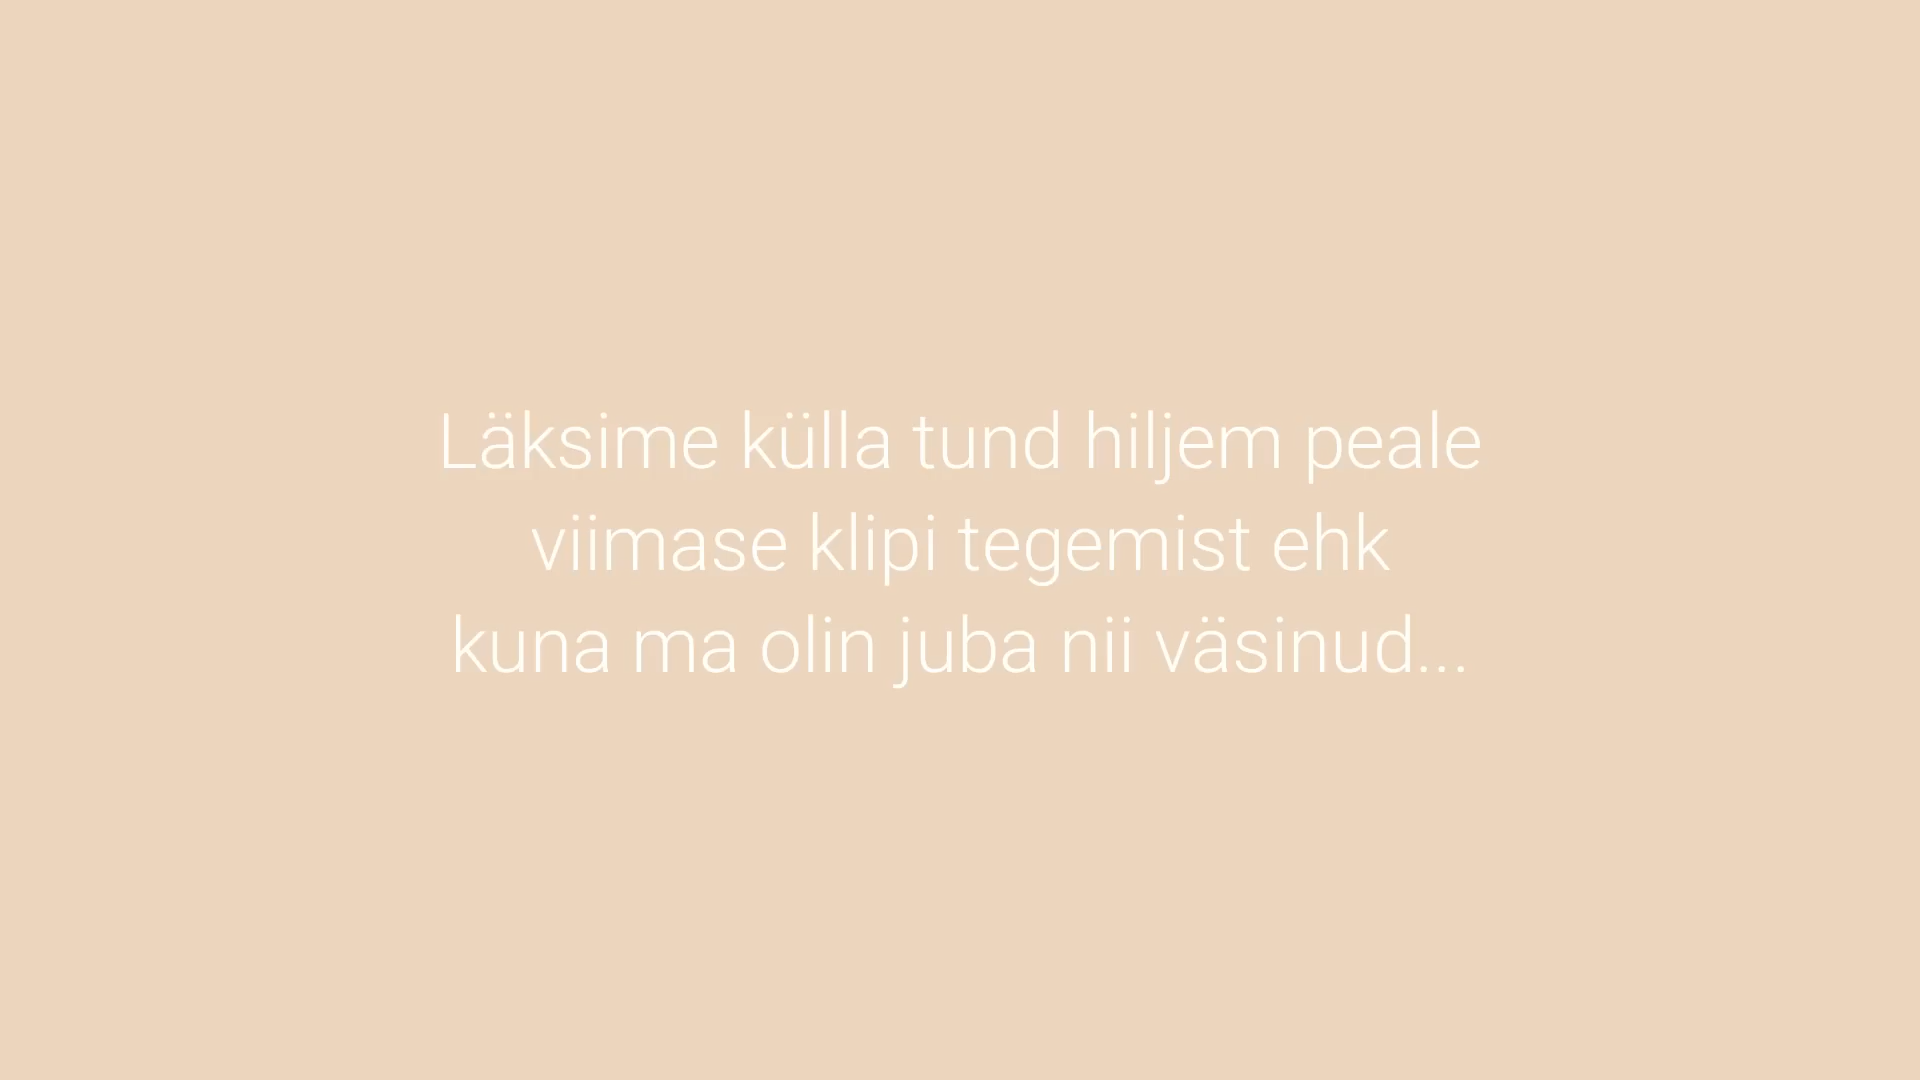 Läksime külla tund hiljem peale
viimase klipi tegemist ehk
kuna ma olin juba nii väsinud...